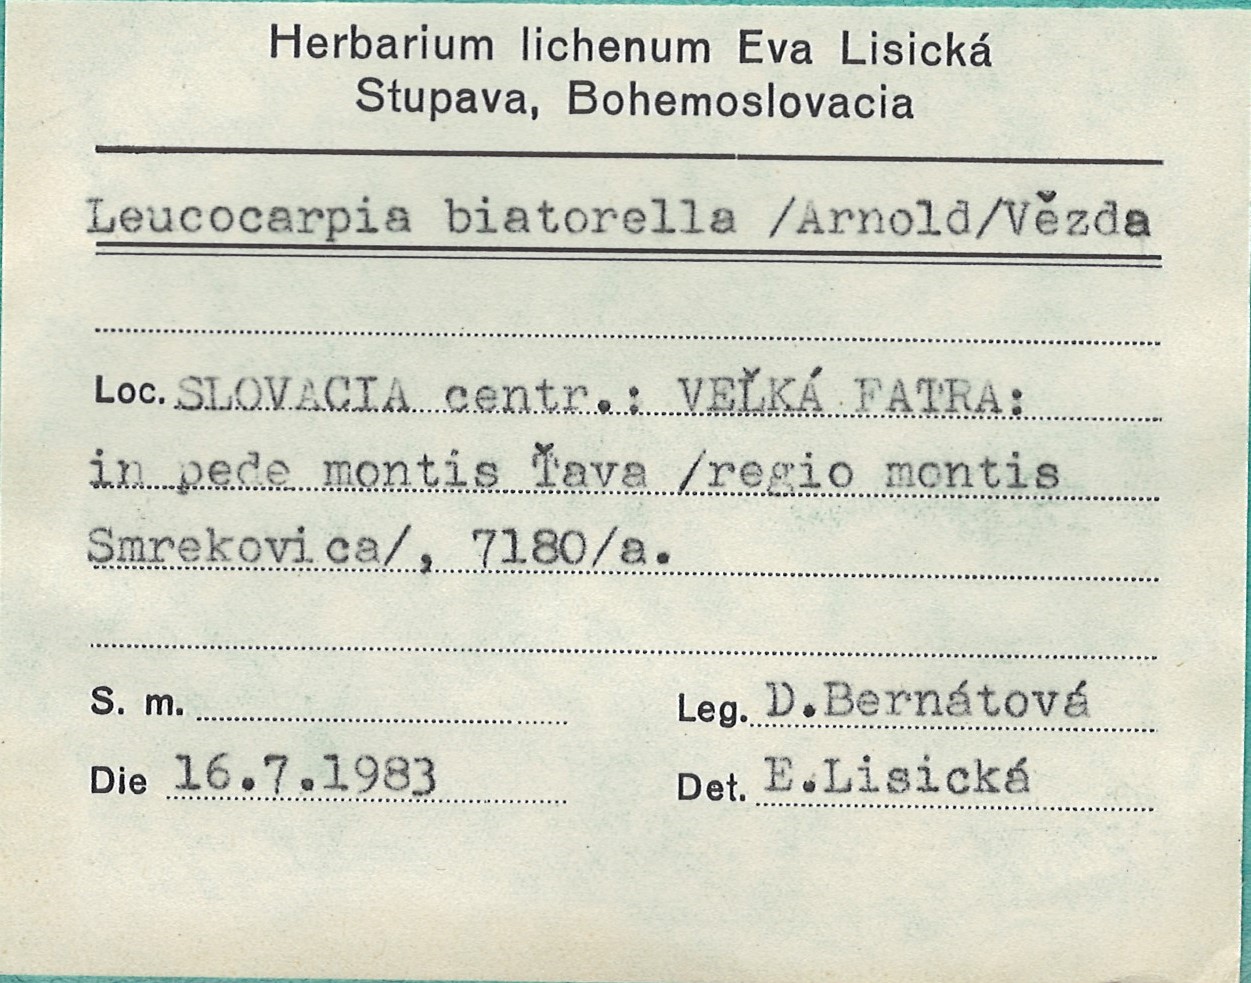 Herbarium lichenum Eva Lisická
Stupava, Bohemoslovacia
Leucocarpia biatorella /Arnold/Vězda
Loc. SLOVACIA centr.: VEĽKÁ FATRA:
in pede montis Ťava /regio montis
Smrekovica/, 7180/a.
S. m.
Leg. D.Bernátová
Die 16.7.1983
Det. E.Lisická